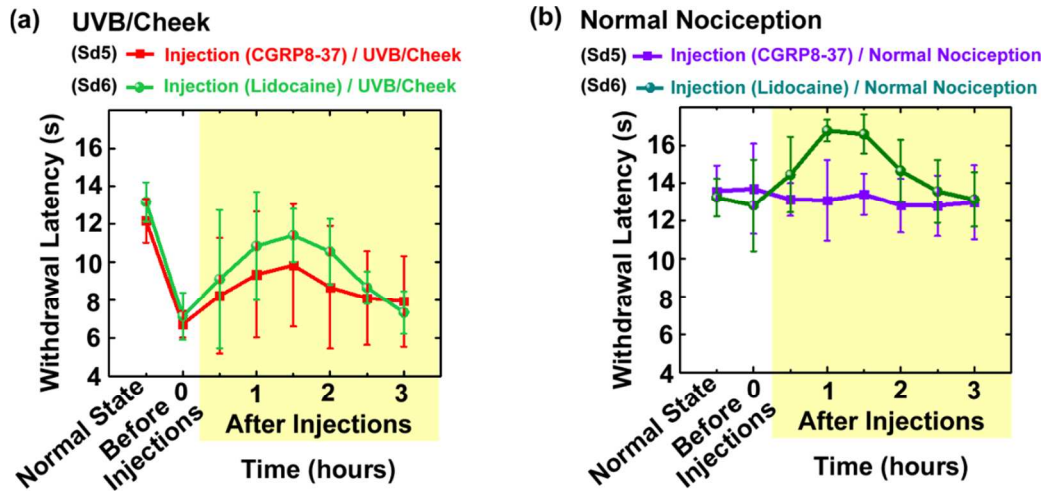 (a) UVB/Cheek
(Sd5) Injection (CGRP8-37) / UVB/Cheek
(Sd6) Injection (Lidocaine) / UVB/Cheek
Withdrawal Latency (s)
16
14
12
10
8
6
4
0 1 2 3
Normal State
Before
Injections
After Injections
Time (hours)
(b) Normal Nociception
(Sd5) Injection (CGRP8-37) / Normal Nociception
(Sd6) Injection (Lidocaine) / Normal Nociception
Withdrawal Latency (s)
16
14
12
10
8
6
4
0 1 2 3
Normal State
Before
Injections
After Injections
Time (hours)